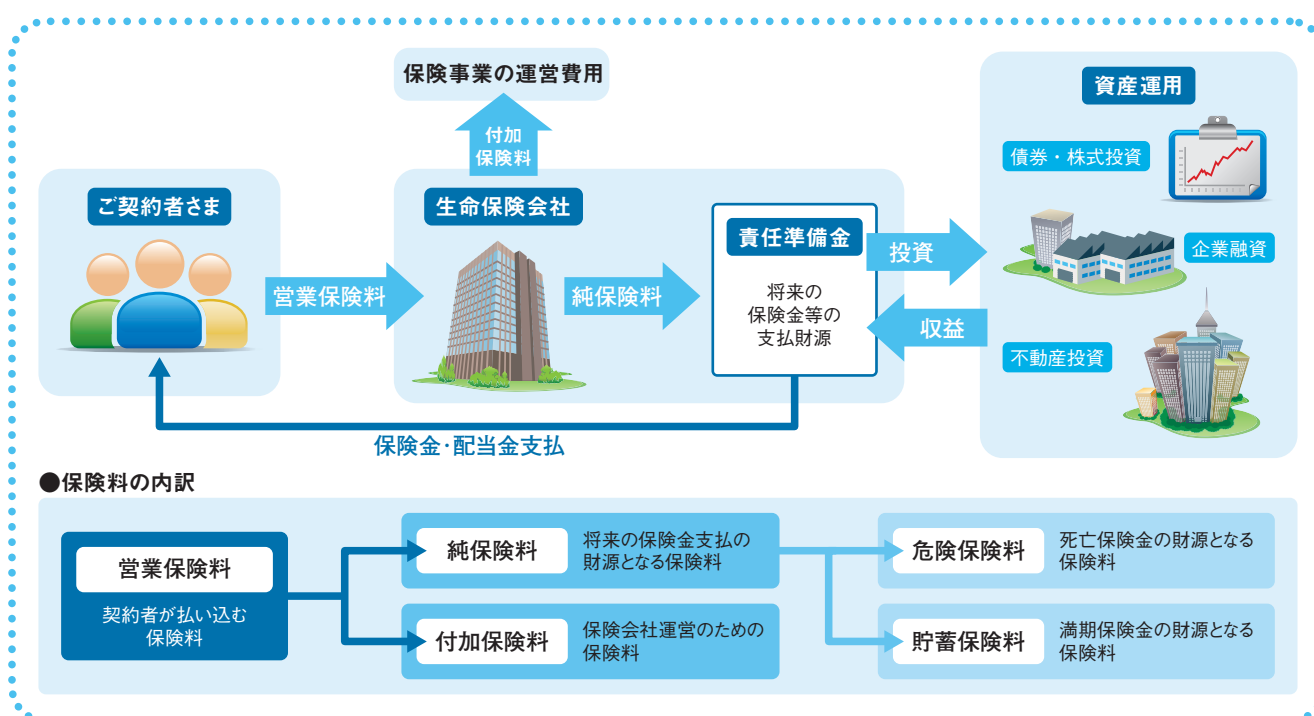 保険事業の運営費用
付加
保険料
資産運用
債券・株式投資
企業融資
不動産投資
ご契約者さま
営業保険料
生命保険会社
純保険料
責任準備金
将来の
保険金等の
支払財源
投資
収益
保険金・配当金支払
●保険料の内訳
営業保険料
契約者が払い込む
保険料
純保険料
将来の保険金支払の
財源となる保険料
付加保険料
保険会社運営のための
保険料
危険保険料
死亡保険金の財源となる
保険料
貯蓄保険料
満期保険金の財源となる
保険料